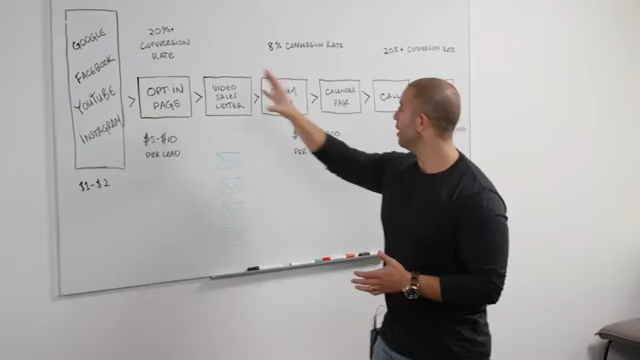 GOOGLE
FACEBOOK
YOUTUBE
INSTAGRAM
$1-$2
20%+
CONVERSION
RATE
OPT-IN
PAGE
$5-$10
PER LEAD
VIDEO
SALES
LETTER
8% CONVERSION RATE
PER
CALENDAR
PAGE
20%+ CONVERSION RATE
CALL